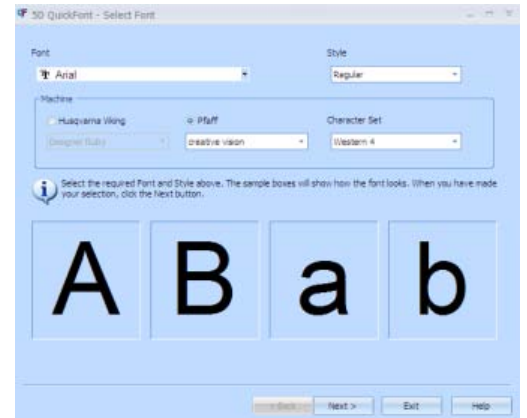 5D QuickFont - Select Font
Font
Style
Arial
Regular
Machine
Husqvarna Viking
Pfaff
Character Set
Designer Ruby
creative vision
Western 4
Select the required Font and Style above. The sample boxes will show how the font looks. When you have made
your selection, click the Next button.
A B a b
< Back
Next >
Exit
Help